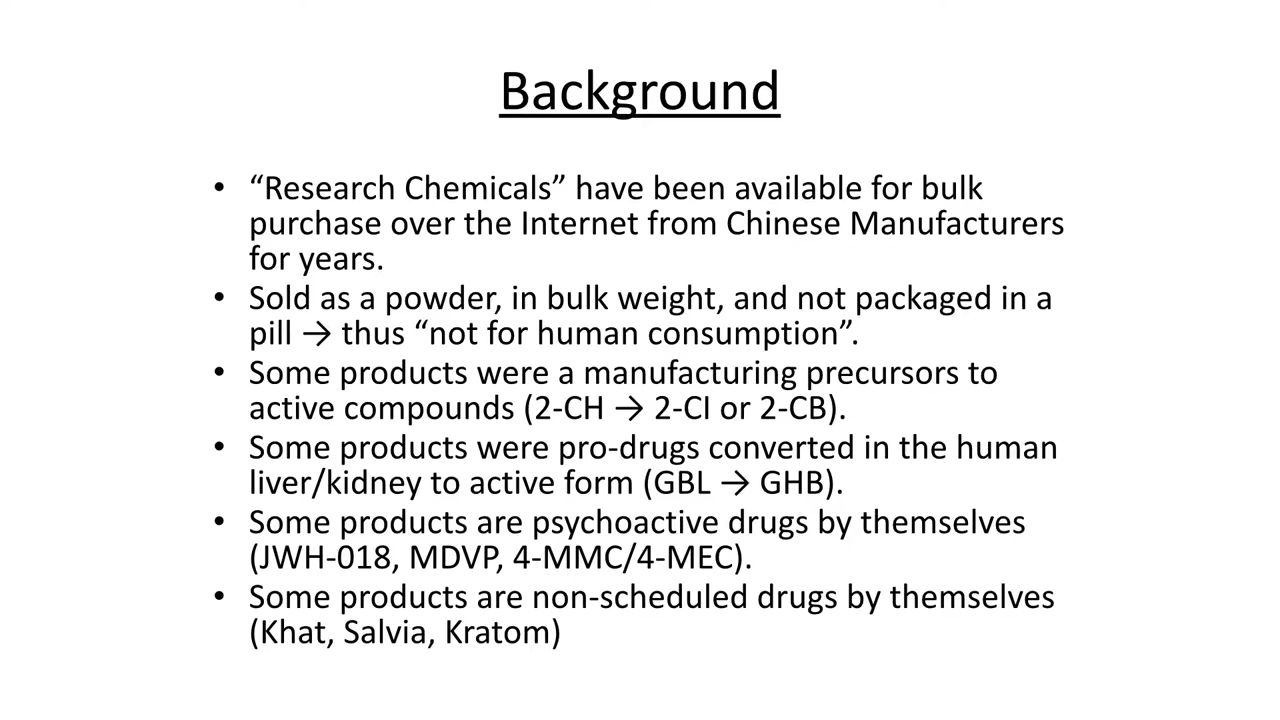 Background
• “Research Chemicals” have been available for bulk
purchase over the Internet from Chinese Manufacturers
for years.
• Sold as a powder, in bulk weight, and not packaged in a
pill → thus “not for human consumption”.
• Some products were a manufacturing precursors to
active compounds (2-CH → 2-CI or 2-CB).
• Some products were pro-drugs converted in the human
liver/kidney to active form (GBL → GHB).
• Some products are psychoactive drugs by themselves
(JWH-018, MDVP, 4-MMC/4-MEC).
• Some products are non-scheduled drugs by themselves
(Khat, Salvia, Kratom)